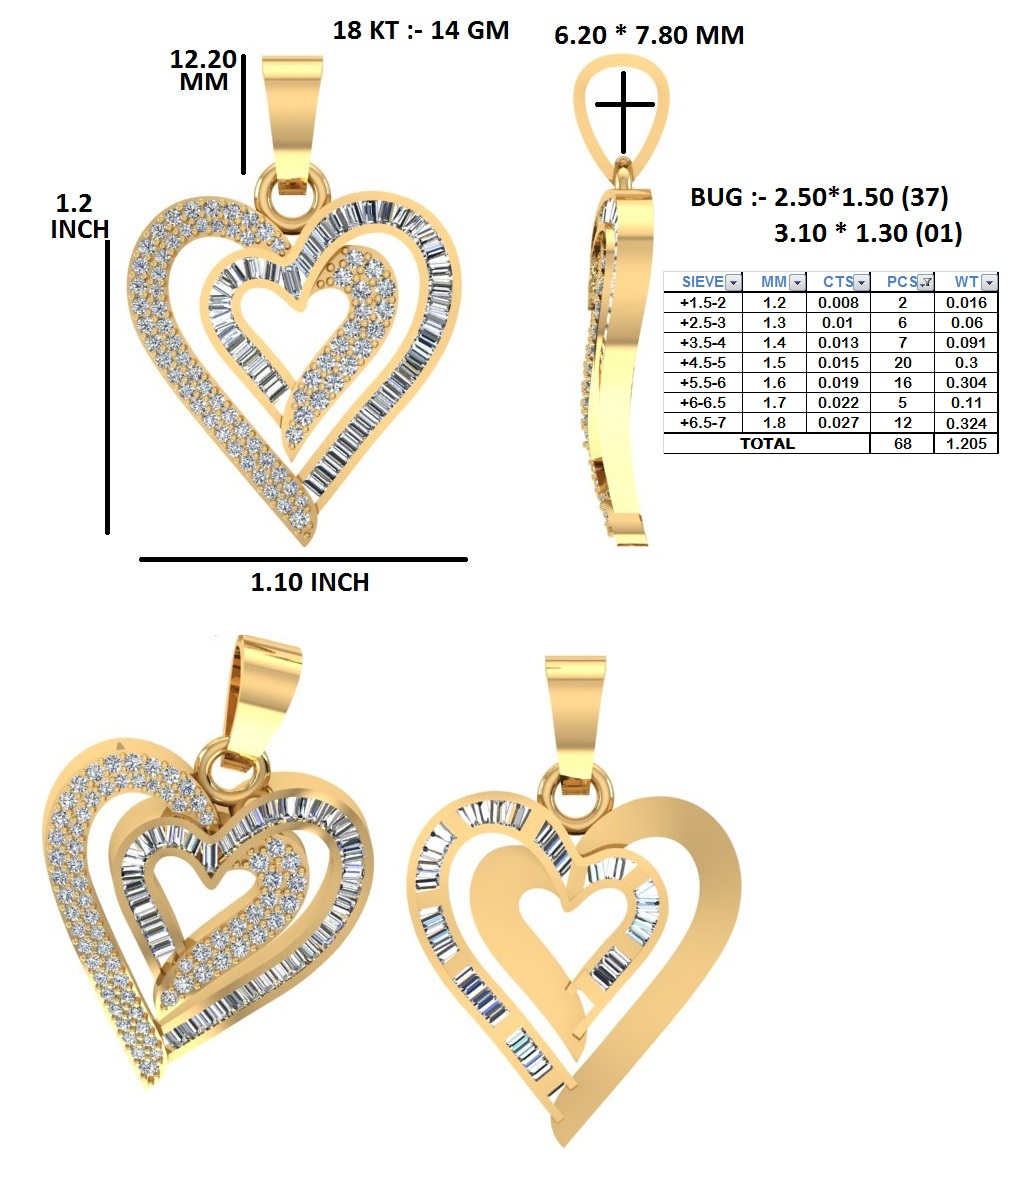 18 KT :- 14 GM
6.20 * 7.80 MM
12.20
MM
1.2
INCH
BUG :- 2.50*1.50 (37)
3.10 * 1.30 (01)
SIEVE MM CTS PCS WT
+1.5-2 1.2 0.008 2 0.016
+2.5-3 1.3 0.01 6 0.06
+3.5-4 1.4 0.013 7 0.091
+4.5-5 1.5 0.015 20 0.3
+5.5-6 1.6 0.019 16 0.304
+6-6.5 1.7 0.022 5 0.11
+6.5-7 1.8 0.027 12 0.324
TOTAL 68 1.205
1.10 INCH